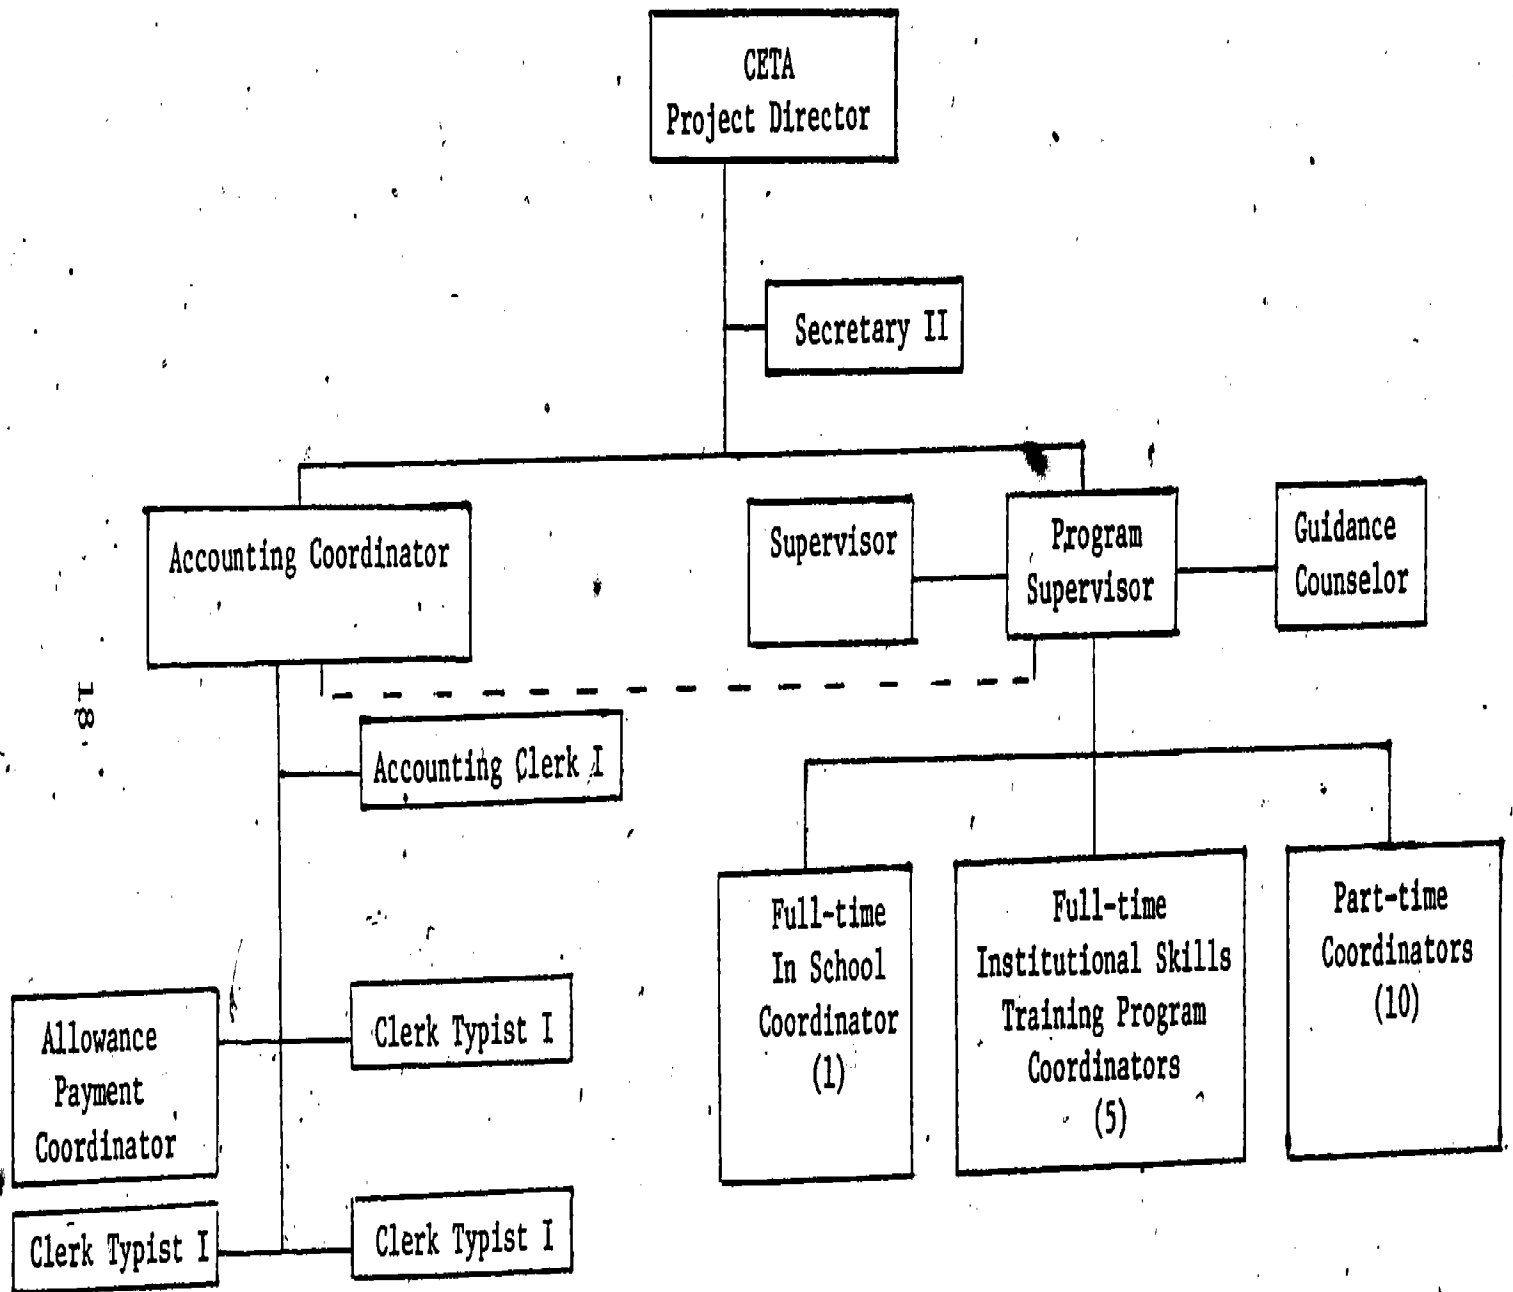 CETA
Project Director
Secretary II
Accounting Coordinator
Supervisor
Program
Supervisor
Guidance
Counselor
18
Accounting Clerk I
Full-time
In School
Coordinator
(1)
Full-time
Institutional Skills
Training Program
Coordinators
(5)
Part-time
Coordinators
(10)
Allowance
Payment
Coordinator
Clerk Typist I
Clerk Typist I
Clerk Typist I